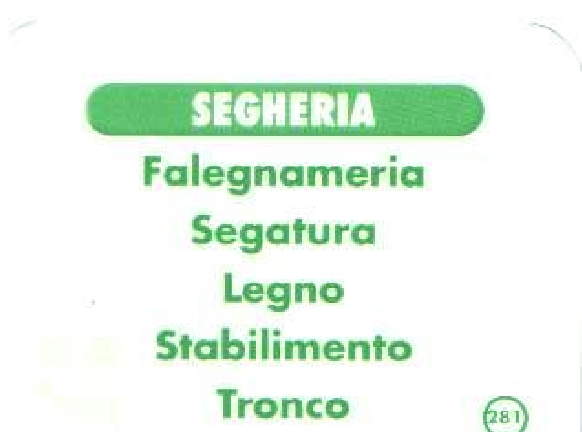 SEGHERIA
Falegnameria
Segatura
Legno
Stabilimento
Tronco
281